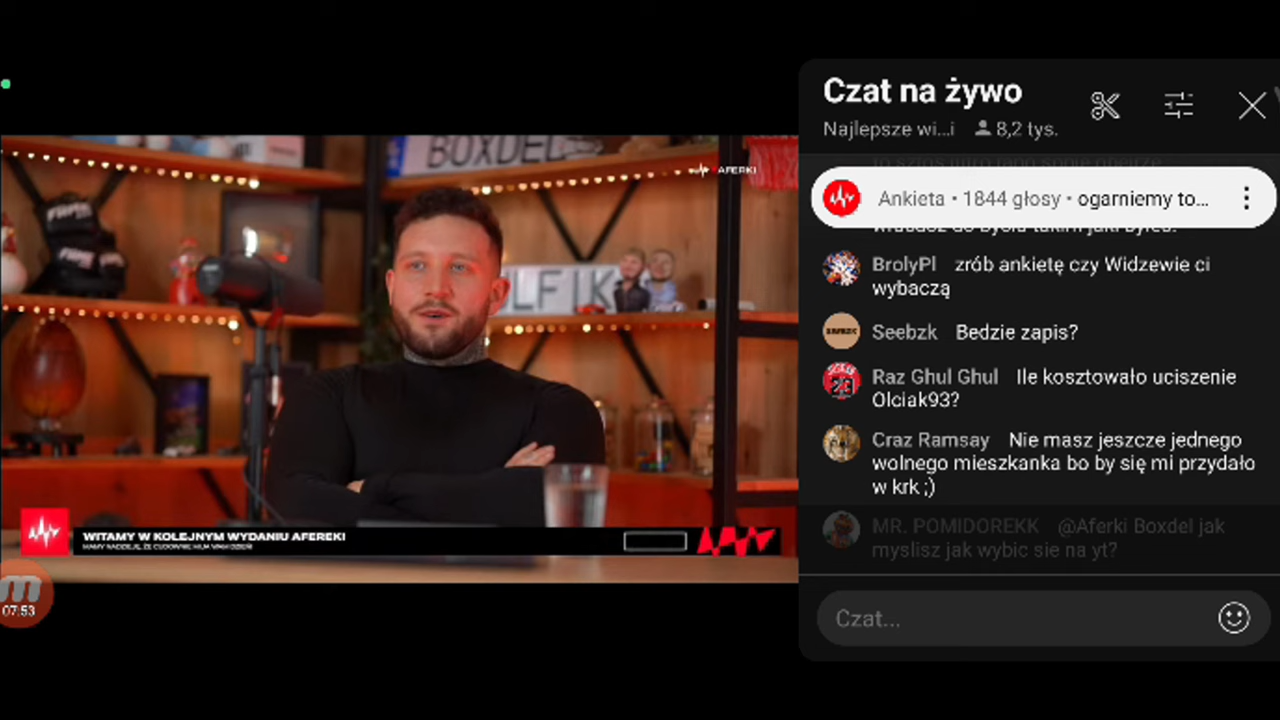 Czat na żywo
Najlepsze wi...i 8,2 tys.
Ankieta • 1844 głosy • ogarniemy to...
BrolyPl zrób ankietę czy Widzewie ci
wybaczą
Seebzk Bedzie zapis?
Raz Ghul Ghul Ile kosztowało uciszenie
Olciak93?
Craz Ramsay Nie masz jeszcze jednego
wolnego mieszkanka bo by się mi przydało
w krk ;)
MR. POMIDOREKK @Aferki Boxdel jak
myslisz jak wybic sie na yt?
Czat...
BOXDEL
AFERKI
WITAMY W KOLEJNYM WYDANIU AFEREK!
07:53